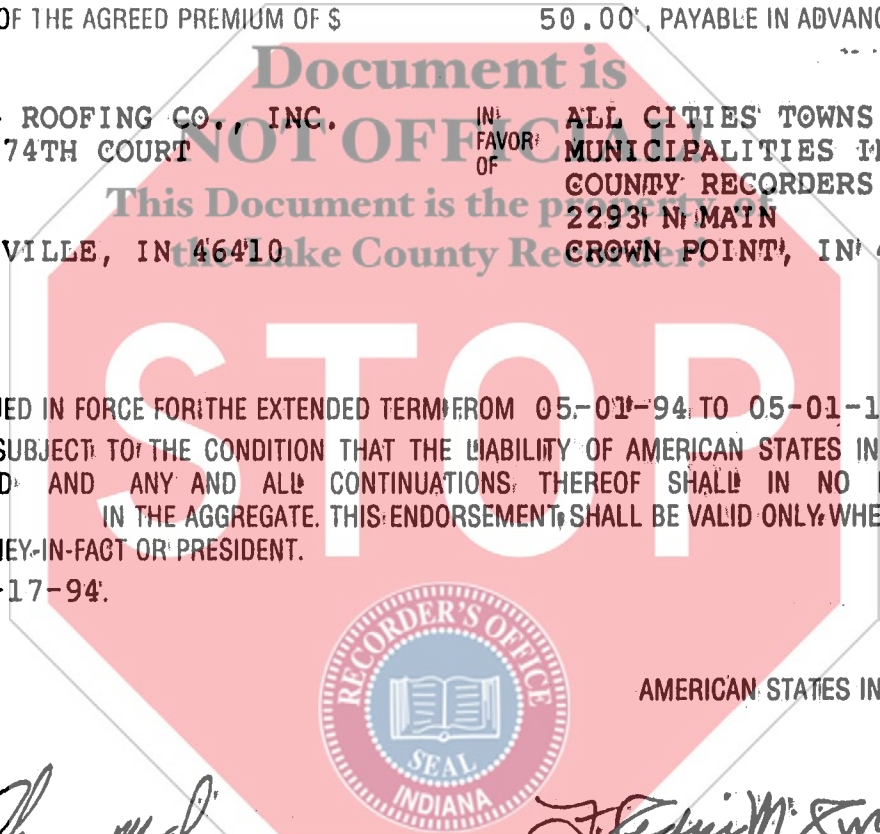 OF THE AGREED PREMIUM OF $ 50.00, PAYABLE IN ADVANC
Document is
ROOFING CO., INC. IN FAVOR OF ALL CITIES TOWNS
NOT OFFICIAL
74TH COURT MUNICIPALITIES I
COUNTY RECORDERS
This Document is the property of
2293 N MAIN
the Lake County Recorder!
VILLE, IN 46410 CROWN POINT, IN
STOP
UED IN FORCE FOR THE EXTENDED TERM FROM 05-01-94 TO 05-01-1
SUBJECT TO THE CONDITION THAT THE LIABILITY OF AMERICAN STATES IN
D AND ANY AND ALL CONTINUATIONS THEREOF SHALL IN NO
IN THE AGGREGATE. THIS ENDORSEMENT SHALL BE VALID ONLY WHE
NEY-IN-FACT OR PRESIDENT.
-17-94.
RECORDER'S OFFICE
SEAL
INDIANA
AMERICAN STATES IN